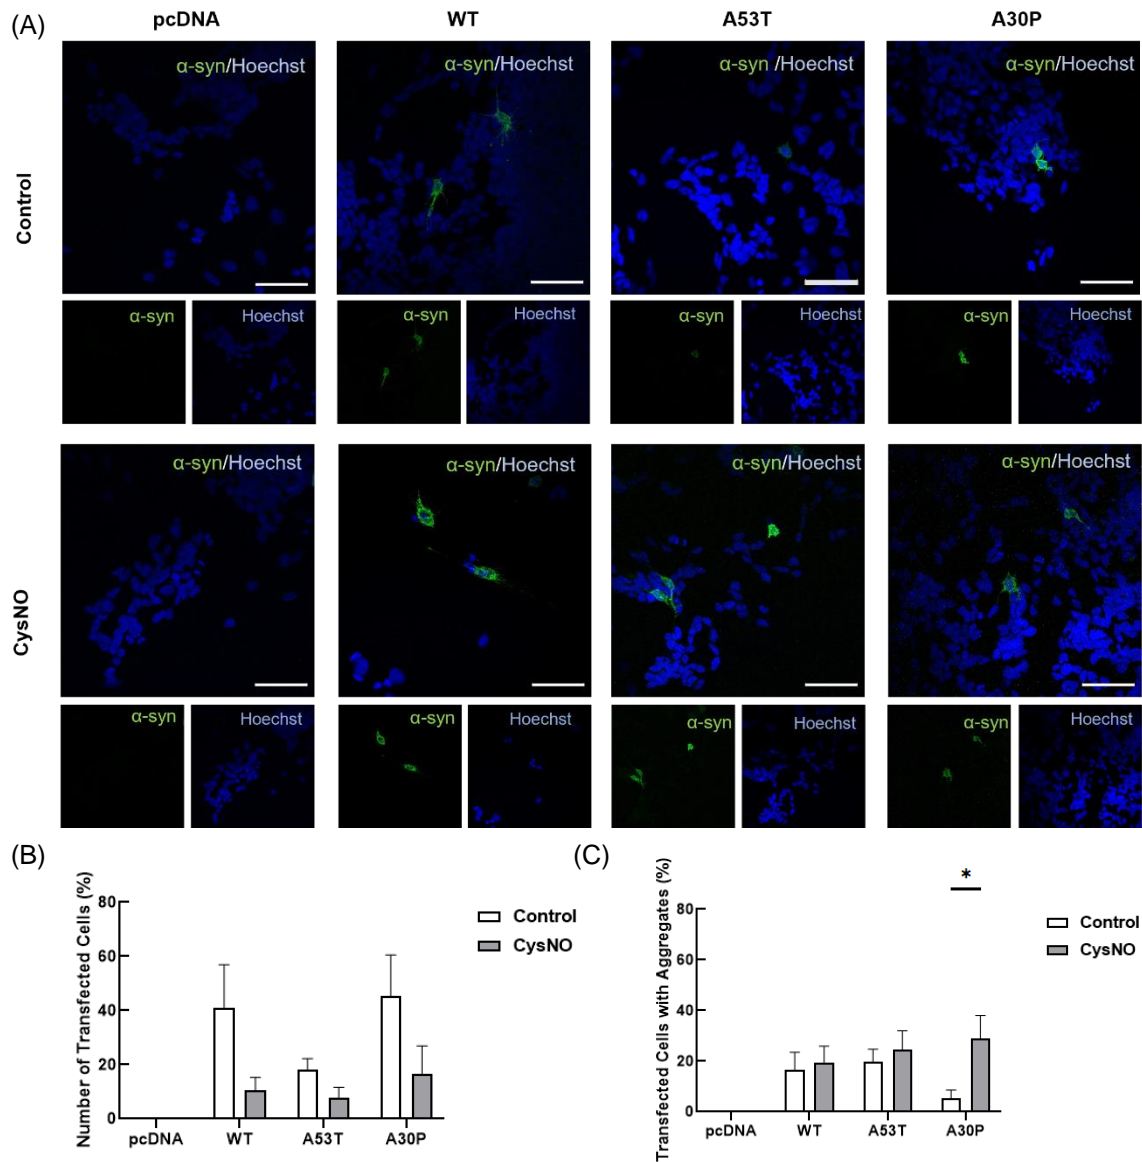 (A)
pcDNA WT A53T A30P
Control
α-syn/Hoechst α-syn/Hoechst α-syn /Hoechst α-syn/Hoechst
α-syn Hoechst α-syn Hoechst α-syn Hoechst α-syn Hoechst
CysNO
α-syn/Hoechst α-syn/Hoechst α-syn/Hoechst α-syn/Hoechst
α-syn Hoechst α-syn Hoechst α-syn Hoechst α-syn Hoechst
(B)
Number of Transfected Cells (%)
80
60
40
20
0
pcDNA WT A53T A30P
Control
CysNO
(C)
Transfected Cells with Aggregates (%)
80
60
40
20
0
pcDNA WT A53T A30P
*
Control
CysNO